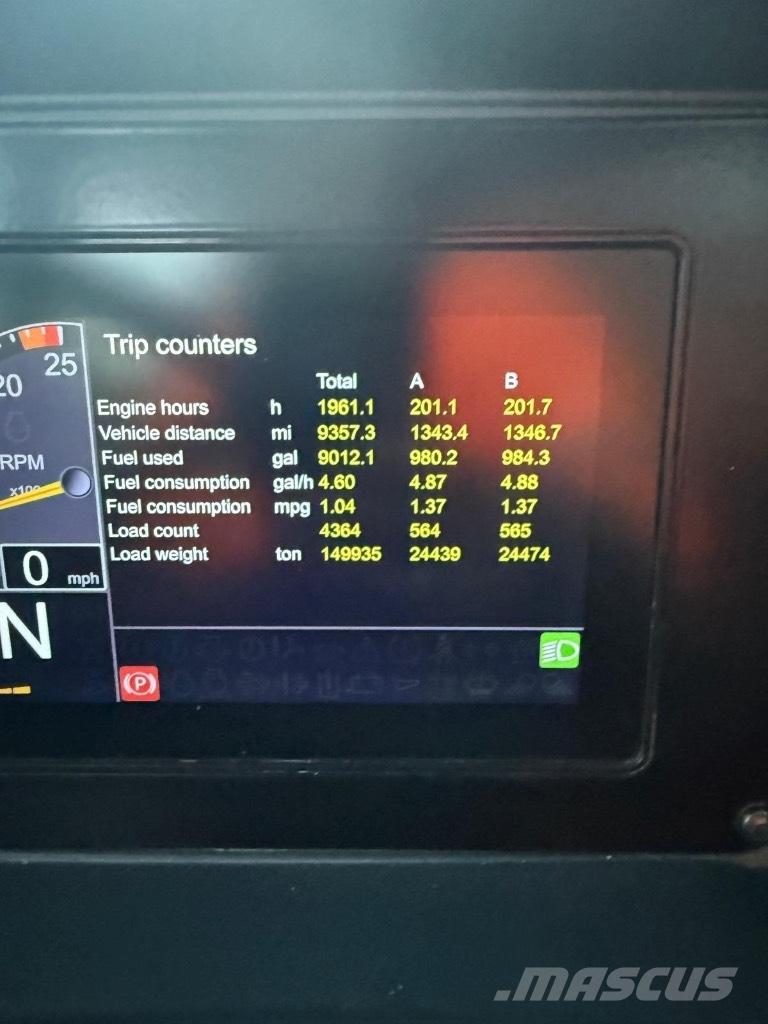 Trip counters
Total A B
Engine hours h 1961.1 201.1 201.7
Vehicle distance mi 9357.3 1343.4 1346.7
Fuel used gal 9012.1 980.2 984.3
Fuel consumption gal/h 4.60 4.87 4.88
Fuel consumption mpg 1.04 1.37 1.37
Load count 4364 564 565
Load weight ton 149935 24439 24474
20 25
RPM
x100
0 mph
N
P
.MASCUS